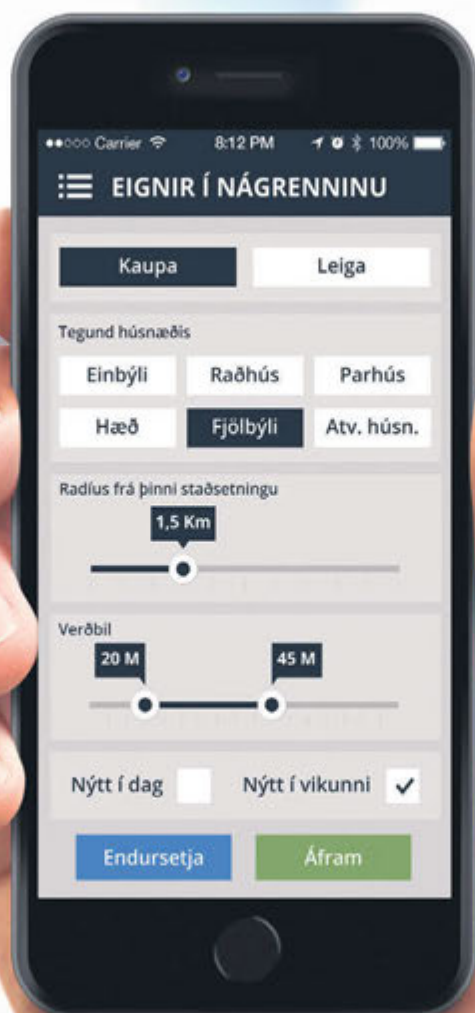 Carrier 8:12 PM 100%
EIGNIR Í NÁGRENNINU
Kaupa Leiga
Tegund húsnæðis
Einbýli Raðhús Parhús
Hæð Fjölbýli Atv. húsn.
Radíus frá þinni staðsetningu
1,5 Km
Verðbil
20 M 45 M
Nýtt í dag Nýtt í vikunni
Endursetja Áfram